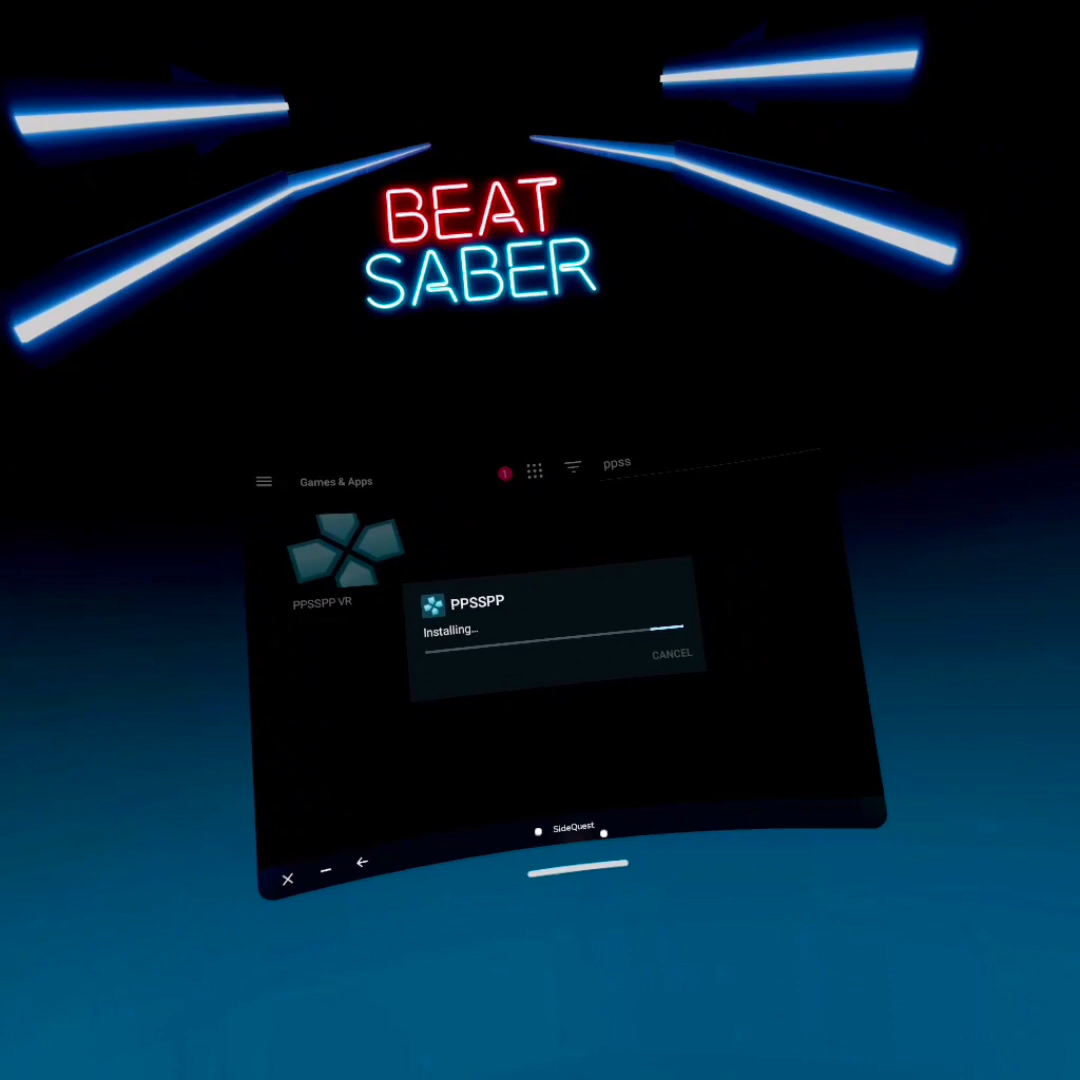 BEAT
SABER
Games & Apps
1
ppss
PPSSPP VR
PPSSPP
Installing...
CANCEL
SideQuest